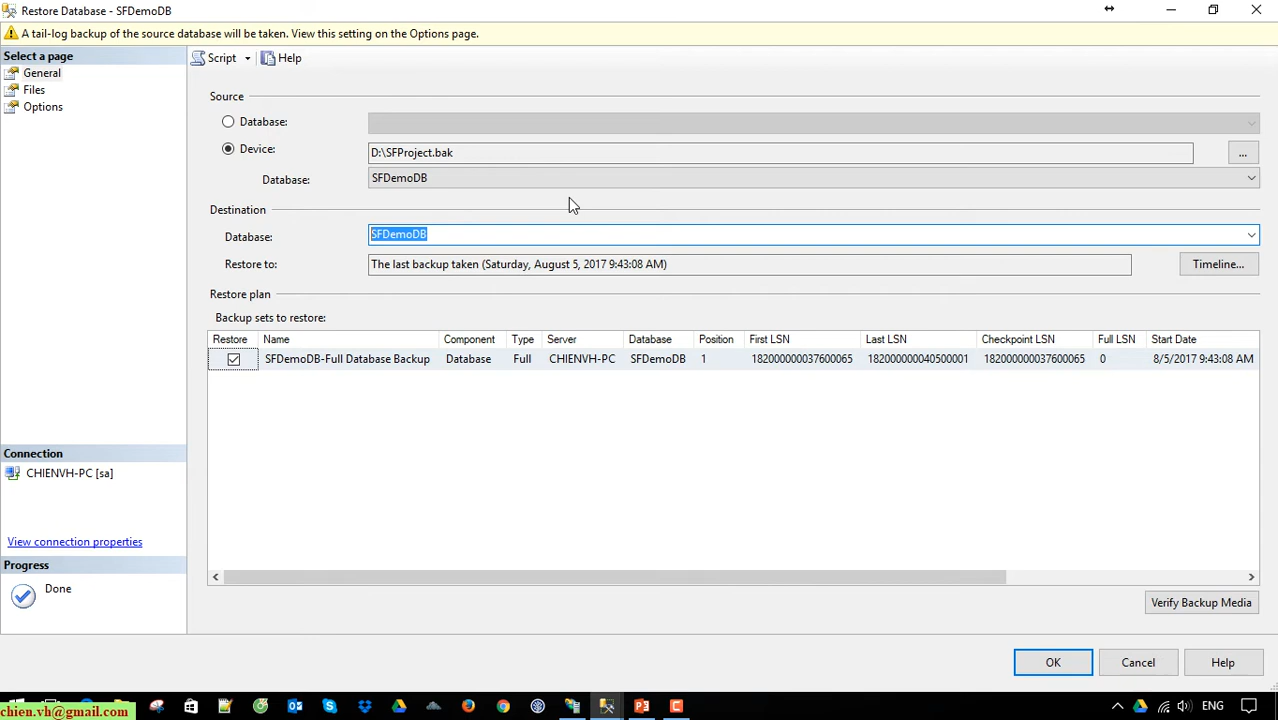 Restore Database - SFDemoDB
A tail-log backup of the source database will be taken. View this setting on the Options page.
Select a page
General
Files
Options
Script
Help
Source
Database:
Device:
D:\SFProject.bak
...
Database:
SFDemoDB
Destination
Database:
SFDemoDB
Restore to:
The last backup taken (Saturday, August 5, 2017 9:43:08 AM)
Timeline...
Restore plan
Backup sets to restore:
Restore Name Component Type Server Database Position First LSN Last LSN Checkpoint LSN Full LSN Start Date
SFDemoDB-Full Database Backup Database Full CHIENVH-PC SFDemoDB 1 182000000037600065 182000000040500001 182000000037600065 0 8/5/2017 9:43:08 AM
Connection
CHIENVH-PC [sa]
View connection properties
Progress
Done
Verify Backup Media
OK
Cancel
Help
chien.vh@gmail.com
ENG